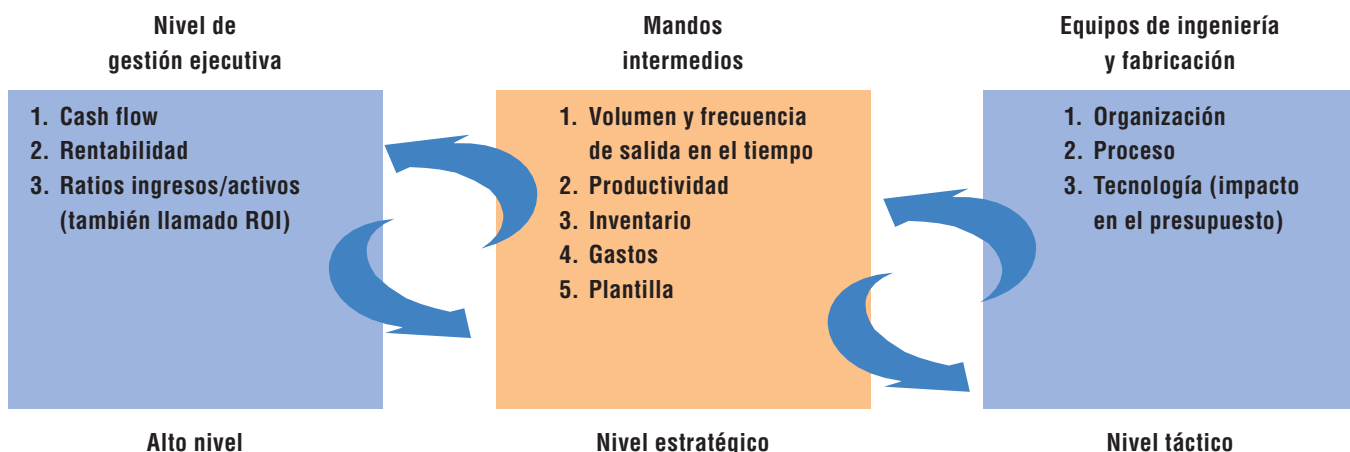 Nivel de
gestión ejecutiva
1. Cash flow
2. Rentabilidad
3. Ratios ingresos/activos
(también llamado ROI)
Alto nivel
Mandos
intermedios
1. Volumen y frecuencia
de salida en el tiempo
2. Productividad
3. Inventario
4. Gastos
5. Plantilla
Nivel estratégico
Equipos de ingeniería
y fabricación
1. Organización
2. Proceso
3. Tecnología (impacto
en el presupuesto)
Nivel táctico